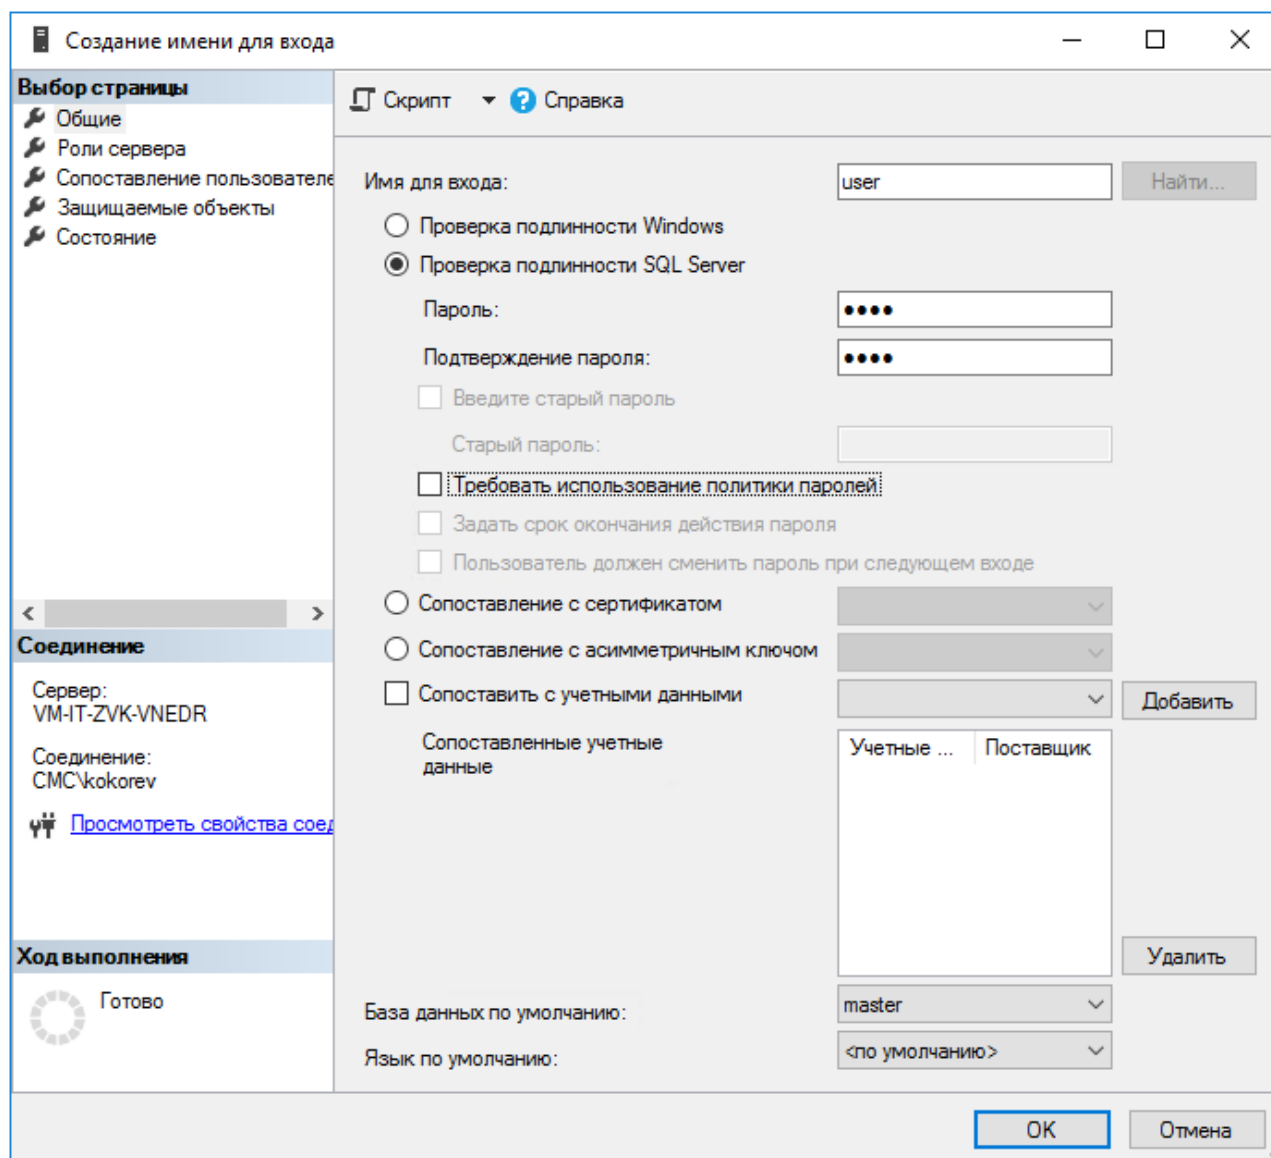 Создание имени для входа
Выбор страницы
Общие
Роли сервера
Сопоставление пользователе
Защищаемые объекты
Состояние
Скрипт
Справка
Имя для входа:
user
Найти...
Проверка подлинности Windows
Проверка подлинности SQL Server
Пароль:
●●●●
Подтверждение пароля:
●●●●
Введите старый пароль
Старый пароль:
Требовать использование политики паролей
Задать срок окончания действия пароля
Пользователь должен сменить пароль при следующем входе
Сопоставление с сертификатом
Сопоставление с асимметричным ключом
Сопоставить с учетными данными
Добавить
Сопоставленные учетные
данные
Учетные ... Поставщик
Удалить
База данных по умолчанию:
master
Язык по умолчанию:
<по умолчанию>
Соединение
Сервер:
VM-IT-ZVK-VNEDR
Соединение:
CMC\kokorev
Просмотреть свойства соед
Ход выполнения
Готово
OK
Отмена